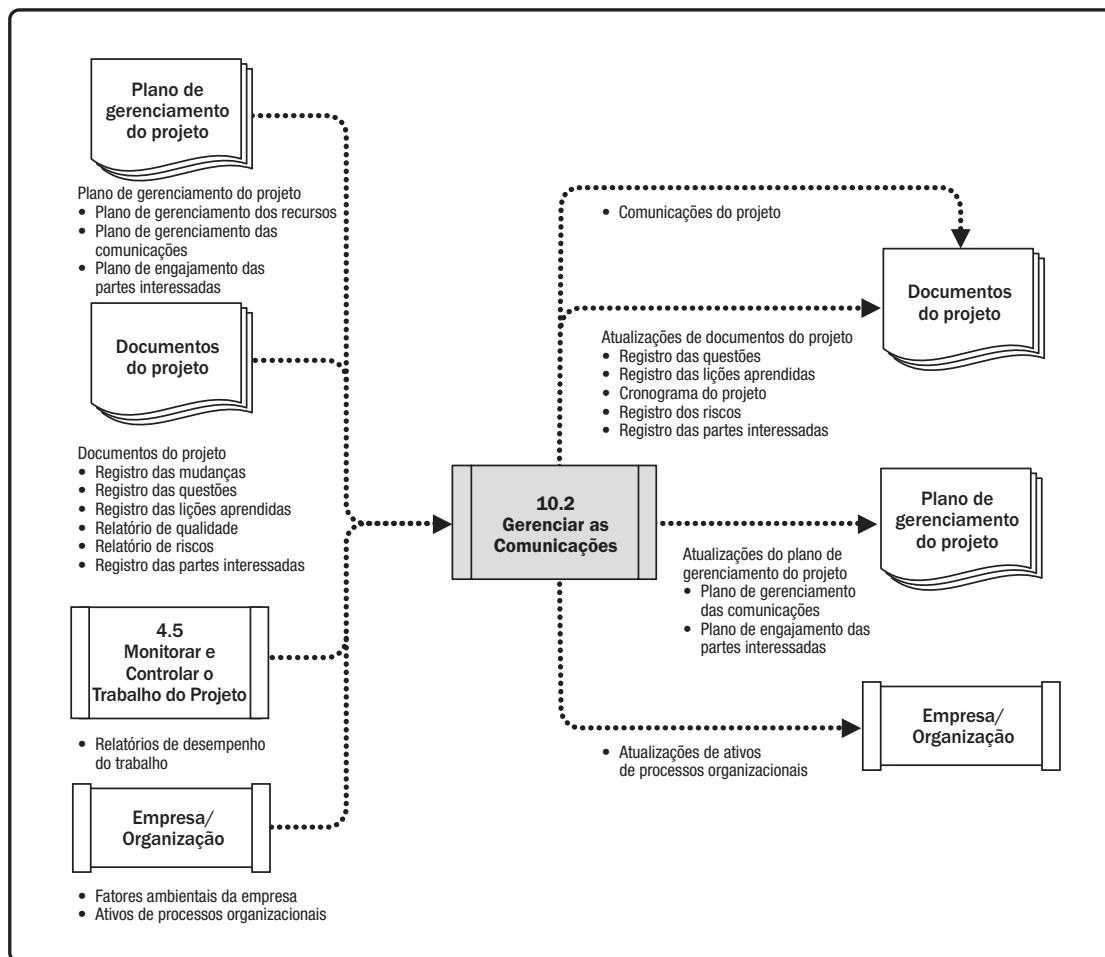 Plano de
gerenciamento
do projeto
Plano de gerenciamento do projeto
• Plano de gerenciamento dos recursos
• Plano de gerenciamento das
comunicações
• Plano de engajamento das
partes interessadas
Documentos
do projeto
Documentos do projeto
• Registro das mudanças
• Registro das questões
• Registro das lições aprendidas
• Relatório de qualidade
• Relatório de riscos
• Registro das partes interessadas
4.5
Monitorar e
Controlar o
Trabalho do Projeto
• Relatórios de desempenho
do trabalho
Empresa/
Organização
• Fatores ambientais da empresa
• Ativos de processos organizacionais
10.2
Gerenciar as
Comunicações
• Comunicações do projeto
Documentos
do projeto
Atualizações de documentos do projeto
• Registro das questões
• Registro das lições aprendidas
• Cronograma do projeto
• Registro dos riscos
• Registro das partes interessadas
Plano de
gerenciamento
do projeto
Atualizações do plano de
gerenciamento do projeto
• Plano de gerenciamento
das comunicações
• Plano de engajamento das
partes interessadas
Empresa/
Organização
• Atualizações de ativos
de processos organizacionais